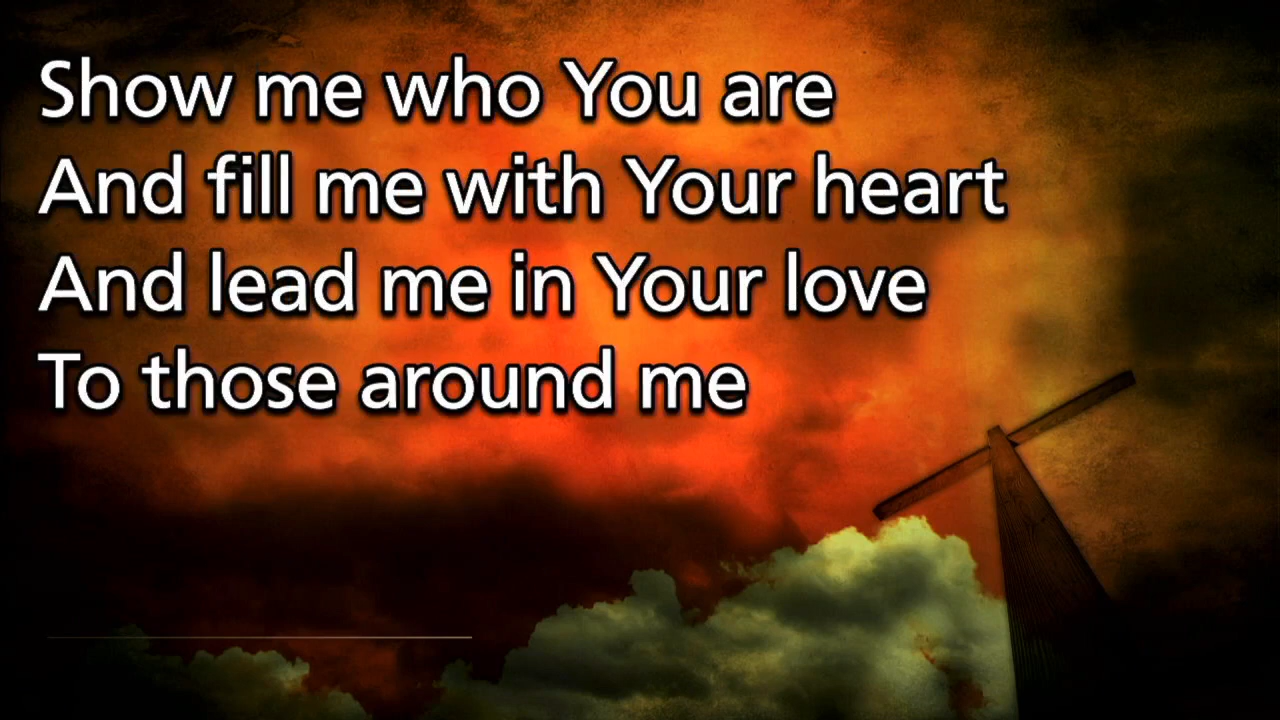 Show me who You are
And fill me with Your heart
And lead me in Your love
To those around me